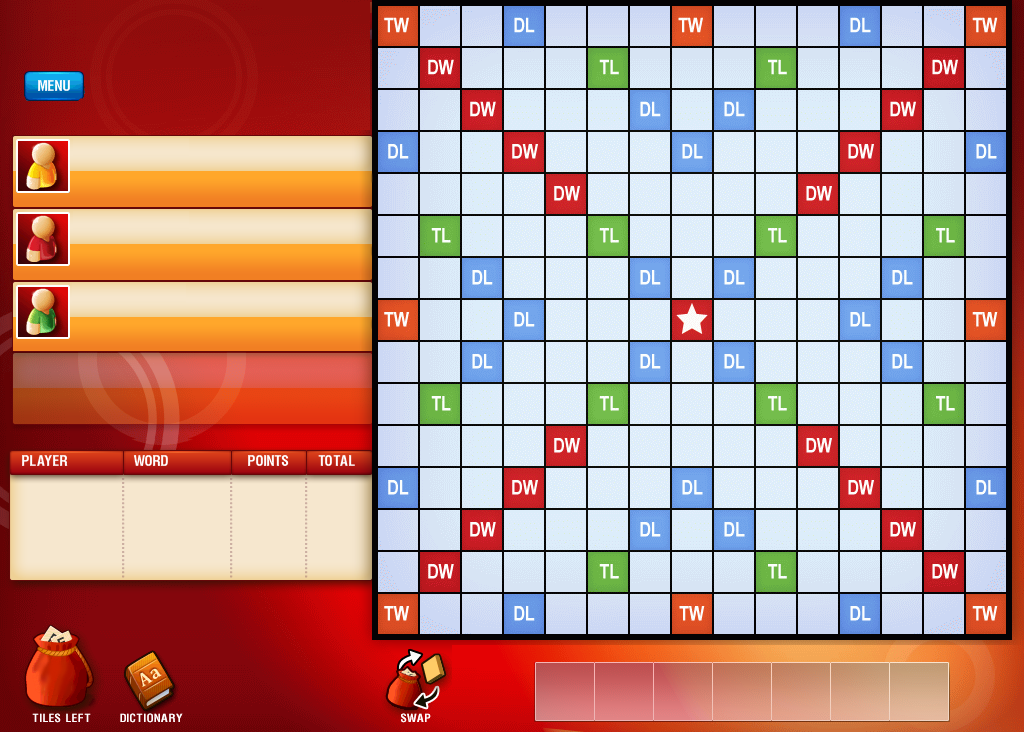 TW DL TW DL TW
DW TL TL DW
MENU
DW DL DL DW
DL DW DL DW DL
DW DW
TL TL TL TL
DL DL DL DL
TW DL DL TW
DL DL DL DL
TL TL TL TL
DW DW
PLAYER WORD POINTS TOTAL
DL DW DL DW DL
DW DL DL DW
DW TL TL DW
TW DL TW DL TW
Aa
TILES LEFT
DICTIONARY
SWAP